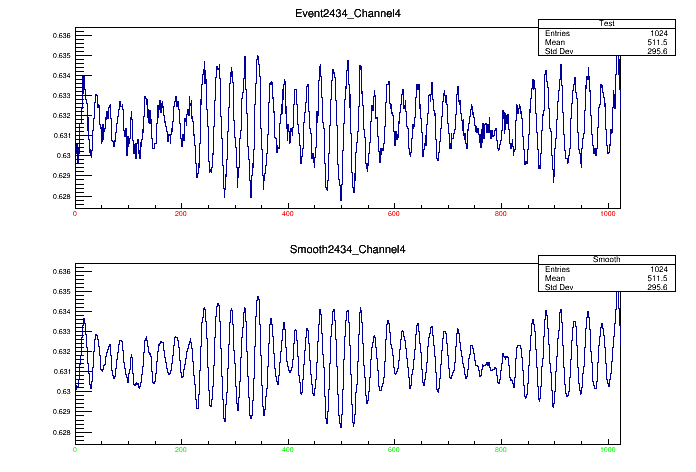 Event2434_Channel4
Test
Entries 1024
Mean 511.5
Std Dev 295.6
0.636
0.635
0.634
0.633
0.632
0.631
0.63
0.629
0.628
0 200 400 600 800 1000
Smooth2434_Channel4
Smooth
Entries 1024
Mean 511.5
Std Dev 295.6
0.636
0.635
0.634
0.633
0.632
0.631
0.63
0.629
0.628
0 200 400 600 800 1000